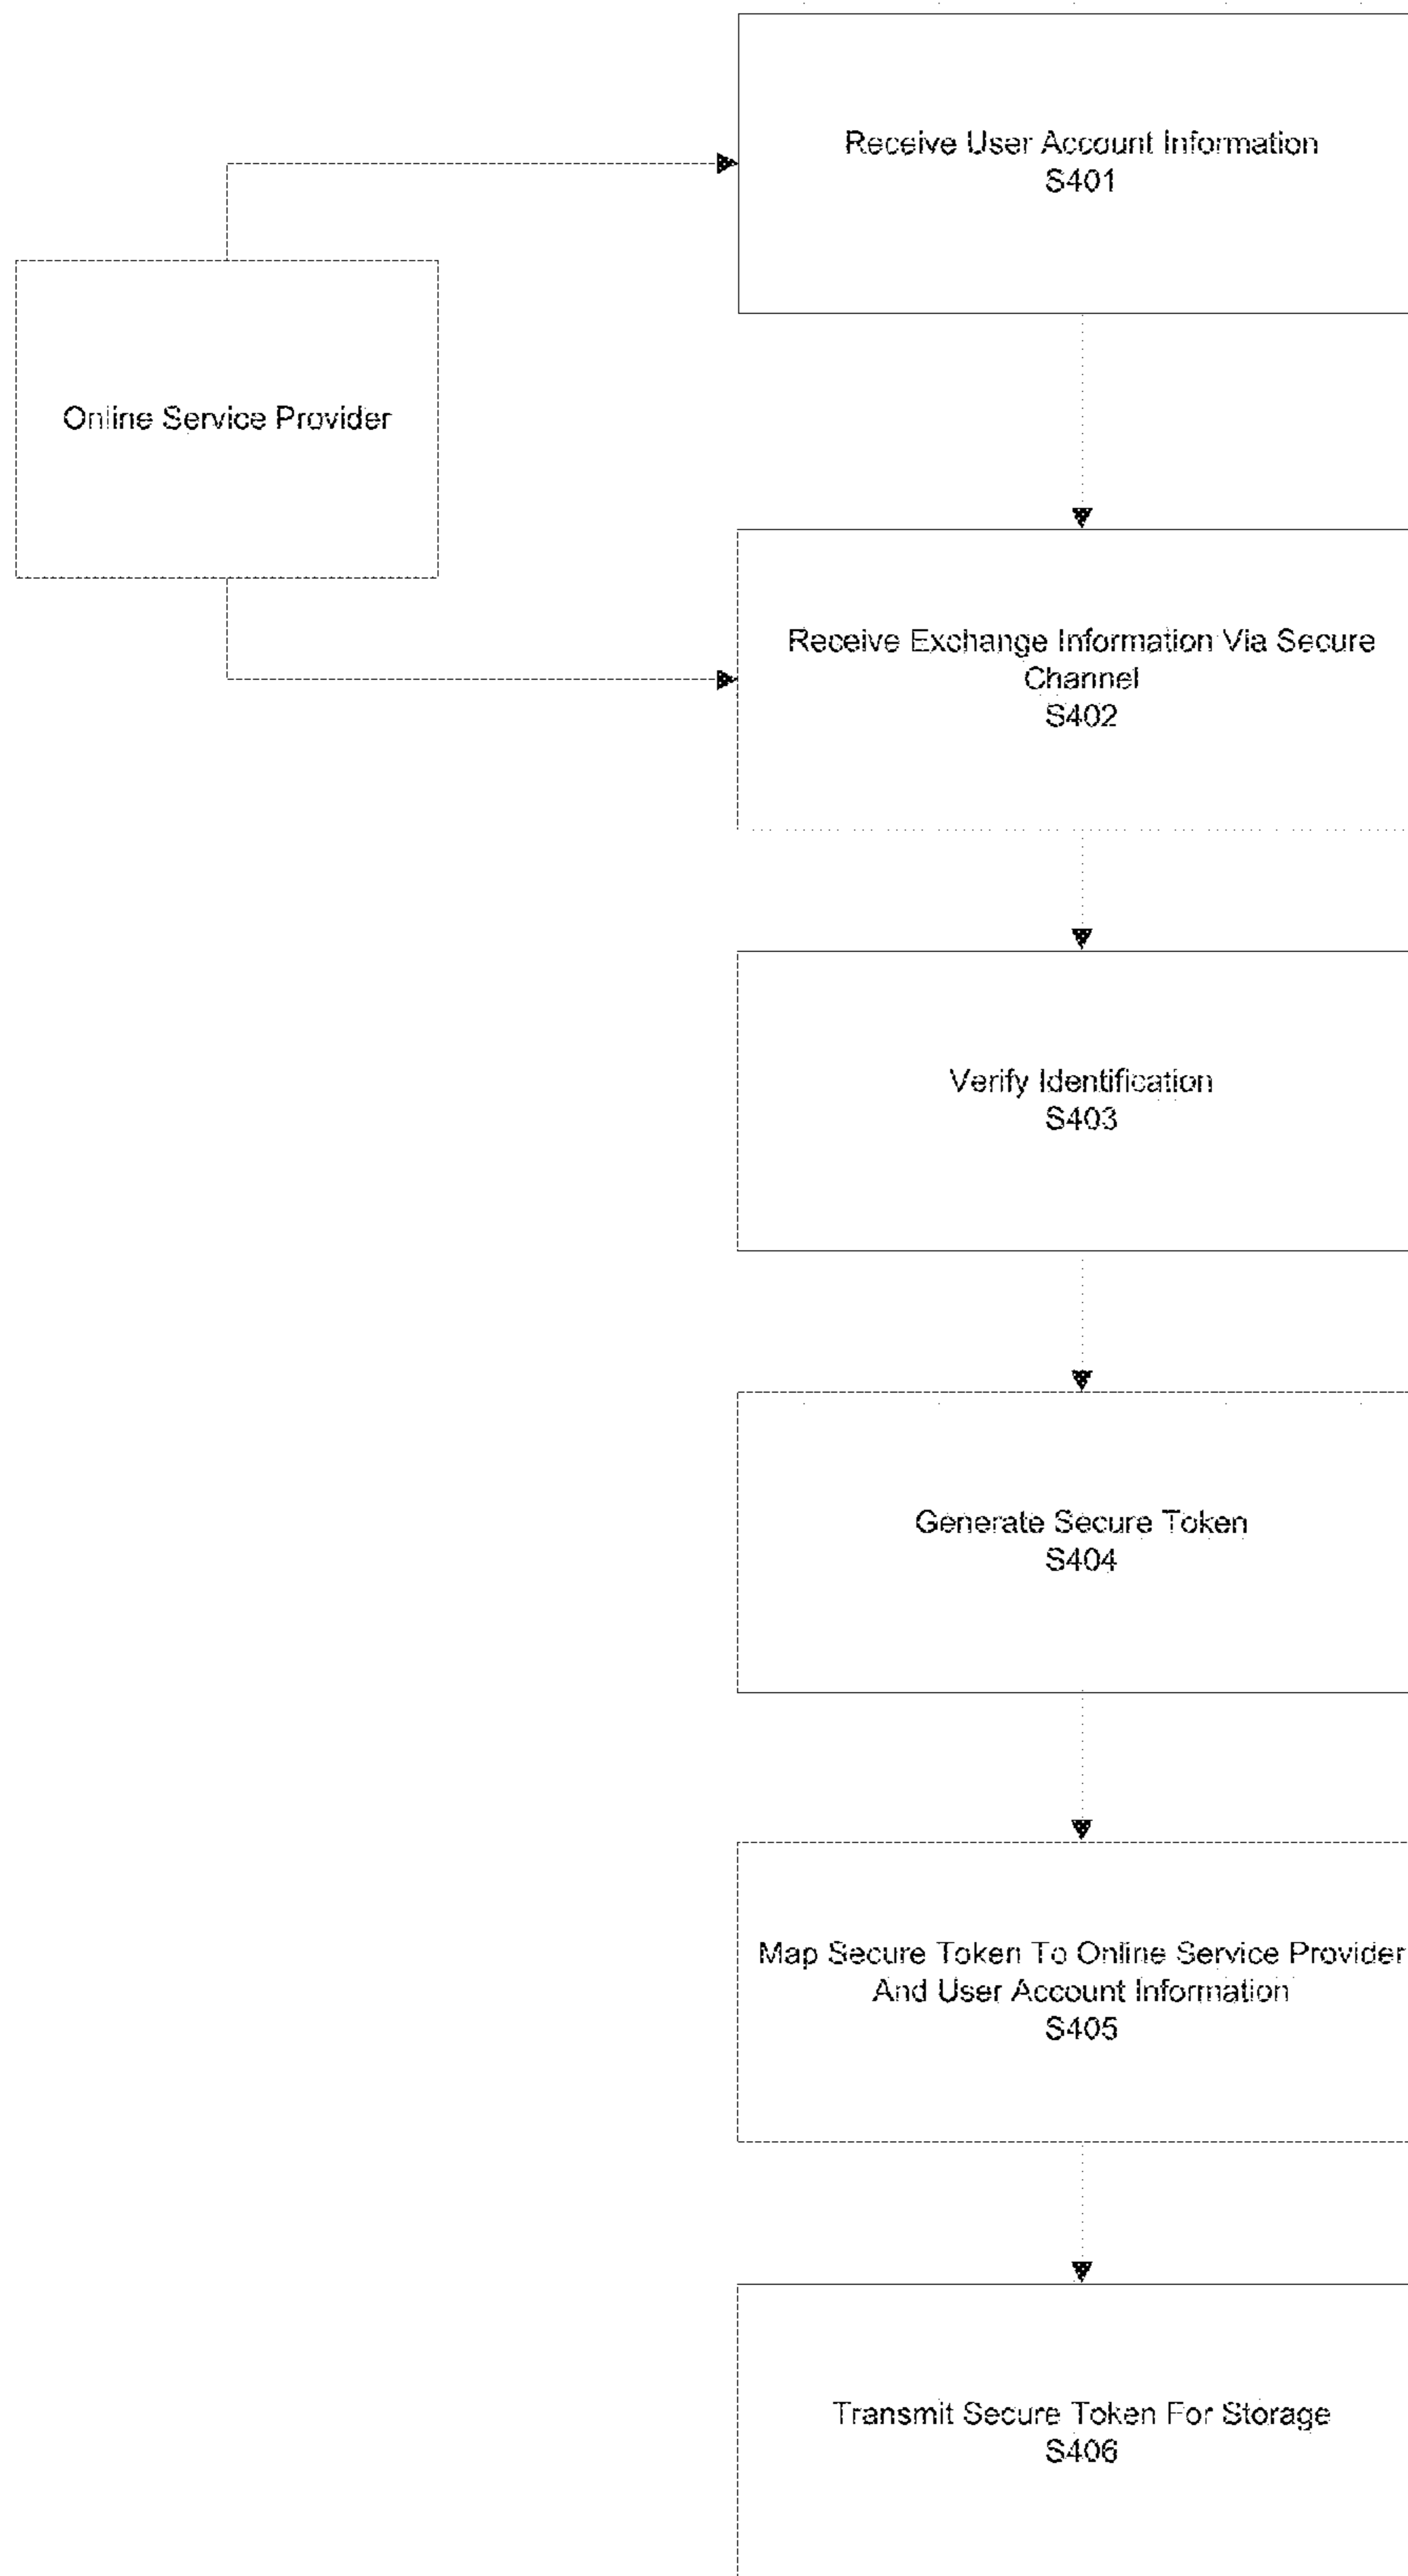 Receive User Account Information
S401
Online Service Provider
Receive Exchange Information Via Secure
Channel
S402
Verify Identification
S403
Generate Secure Token
S404
Map Secure Token To Online Service Provider
And User Account Information
S405
Transmit Secure Token For Storage
S406